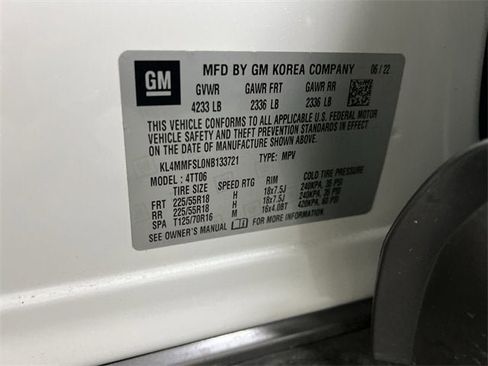 GM
MFD BY GM KOREA COMPANY 06 / 22
GVWR GAWR FRT GAWR RR
4233 LB 2336 LB 2336 LB
THIS VEHICLE CONFORMS TO ALL APPLICABLE U.S. FEDERAL MOTOR
VEHICLE SAFETY AND THEFT PREVENTION STANDARDS IN EFFECT
ON THE DATE OF MANUFACTURE SHOWN ABOVE.
KL4MMFSL0NB133721 TYPE: MPV
MODEL : 4TT06
TIRE SIZE SPEED RTG RIM COLD TIRE PRESSURE
FRT 225/55R18 H 18x7.5J 240KPA, 35 PSI
RR 225/55R18 H 18x7.5J 240KPA, 35 PSI
SPA T125/70R16 M 16x4.0BT 420KPA, 60 PSI
SEE OWNER'S MANUAL FOR MORE INFORMATION